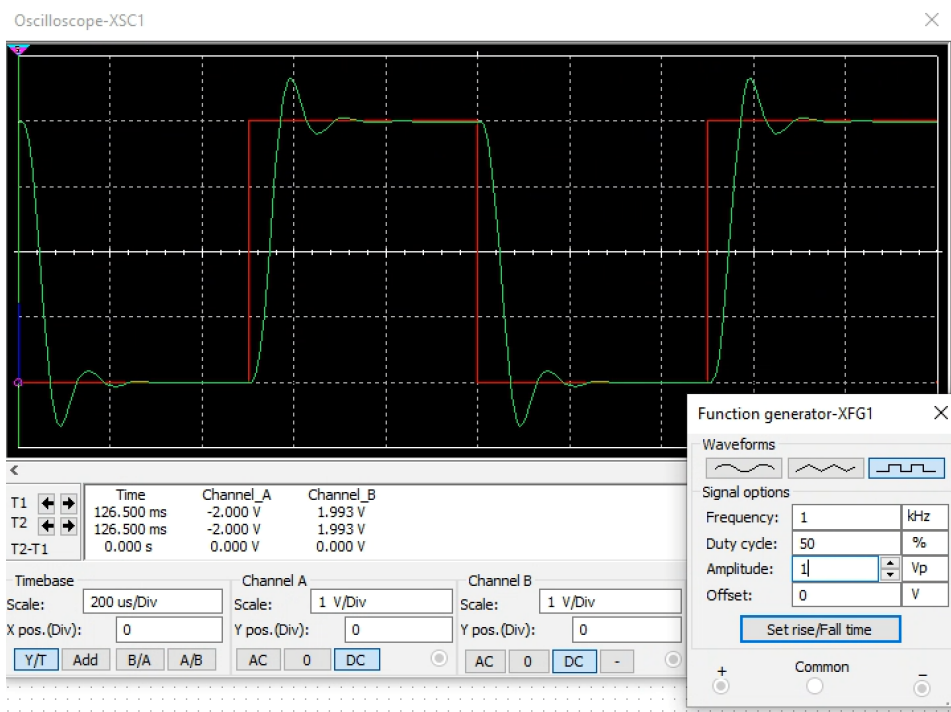 Oscilloscope-XSC1
Time Channel_A Channel_B
T1 126.500 ms -2.000 V 1.993 V
T2 126.500 ms -2.000 V 1.993 V
T2-T1 0.000 s 0.000 V 0.000 V
Timebase
Scale: 200 us/Div
X pos.(Div): 0
Y/T Add B/A A/B
Channel A
Scale: 1 V/Div
Y pos.(Div): 0
AC 0 DC
Channel B
Scale: 1 V/Div
Y pos.(Div): 0
AC 0 DC -
Function generator-XFG1
Waveforms
Signal options
Frequency: 1 kHz
Duty cycle: 50 %
Amplitude: 1 Vp
Offset: 0 V
Set rise/Fall time
+ Common -